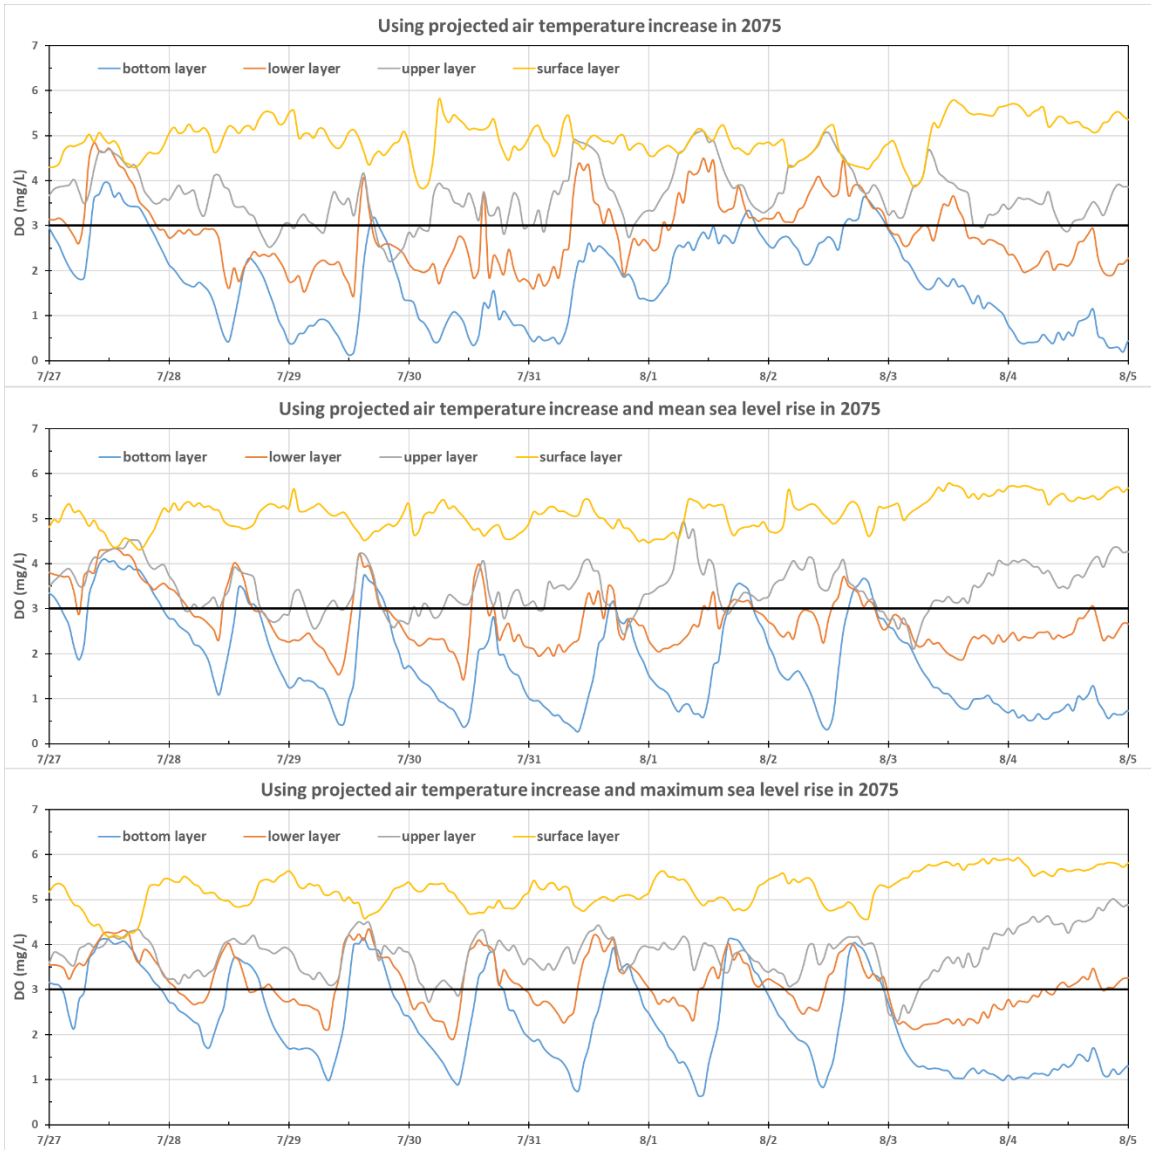 Using projected air temperature increase in 2075
bottom layer lower layer upper layer surface layer
DO (mg/L)
7
6
5
4
3
2
1
0
7/27 7/28 7/29 7/30 7/31 8/1 8/2 8/3 8/4 8/5
Using projected air temperature increase and mean sea level rise in 2075
bottom layer lower layer upper layer surface layer
DO (mg/L)
7
6
5
4
3
2
1
0
7/27 7/28 7/29 7/30 7/31 8/1 8/2 8/3 8/4 8/5
Using projected air temperature increase and maximum sea level rise in 2075
bottom layer lower layer upper layer surface layer
DO (mg/L)
7
6
5
4
3
2
1
0
7/27 7/28 7/29 7/30 7/31 8/1 8/2 8/3 8/4 8/5